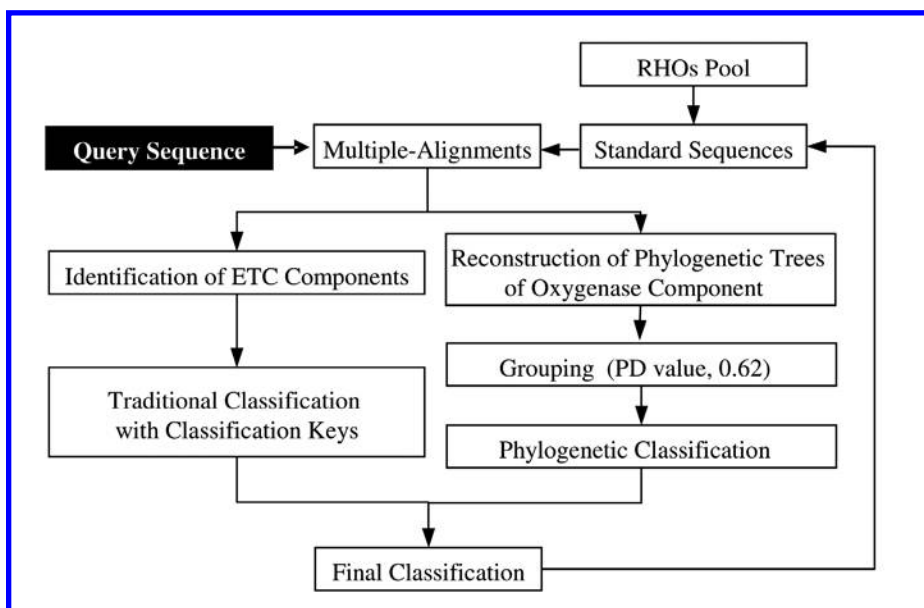 RHOs Pool
Query Sequence
Multiple-Alignments
Standard Sequences
Identification of ETC Components
Reconstruction of Phylogenetic Trees
of Oxygenase Component
Grouping (PD value, 0.62)
Traditional Classification
with Classification Keys
Phylogenetic Classification
Final Classification